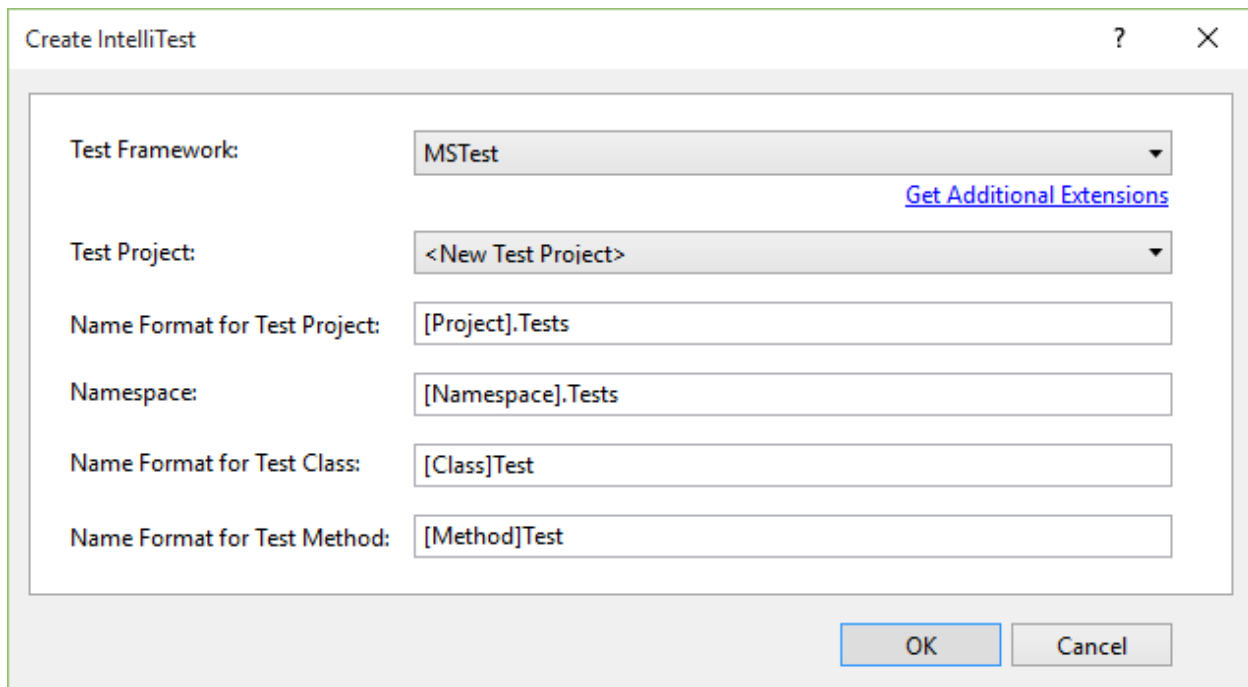 Create IntelliTest ?
Test Framework: MSTest
Get Additional Extensions
Test Project: <New Test Project>
Name Format for Test Project: [Project].Tests
Namespace: [Namespace].Tests
Name Format for Test Class: [Class]Test
Name Format for Test Method: [Method]Test
OK Cancel